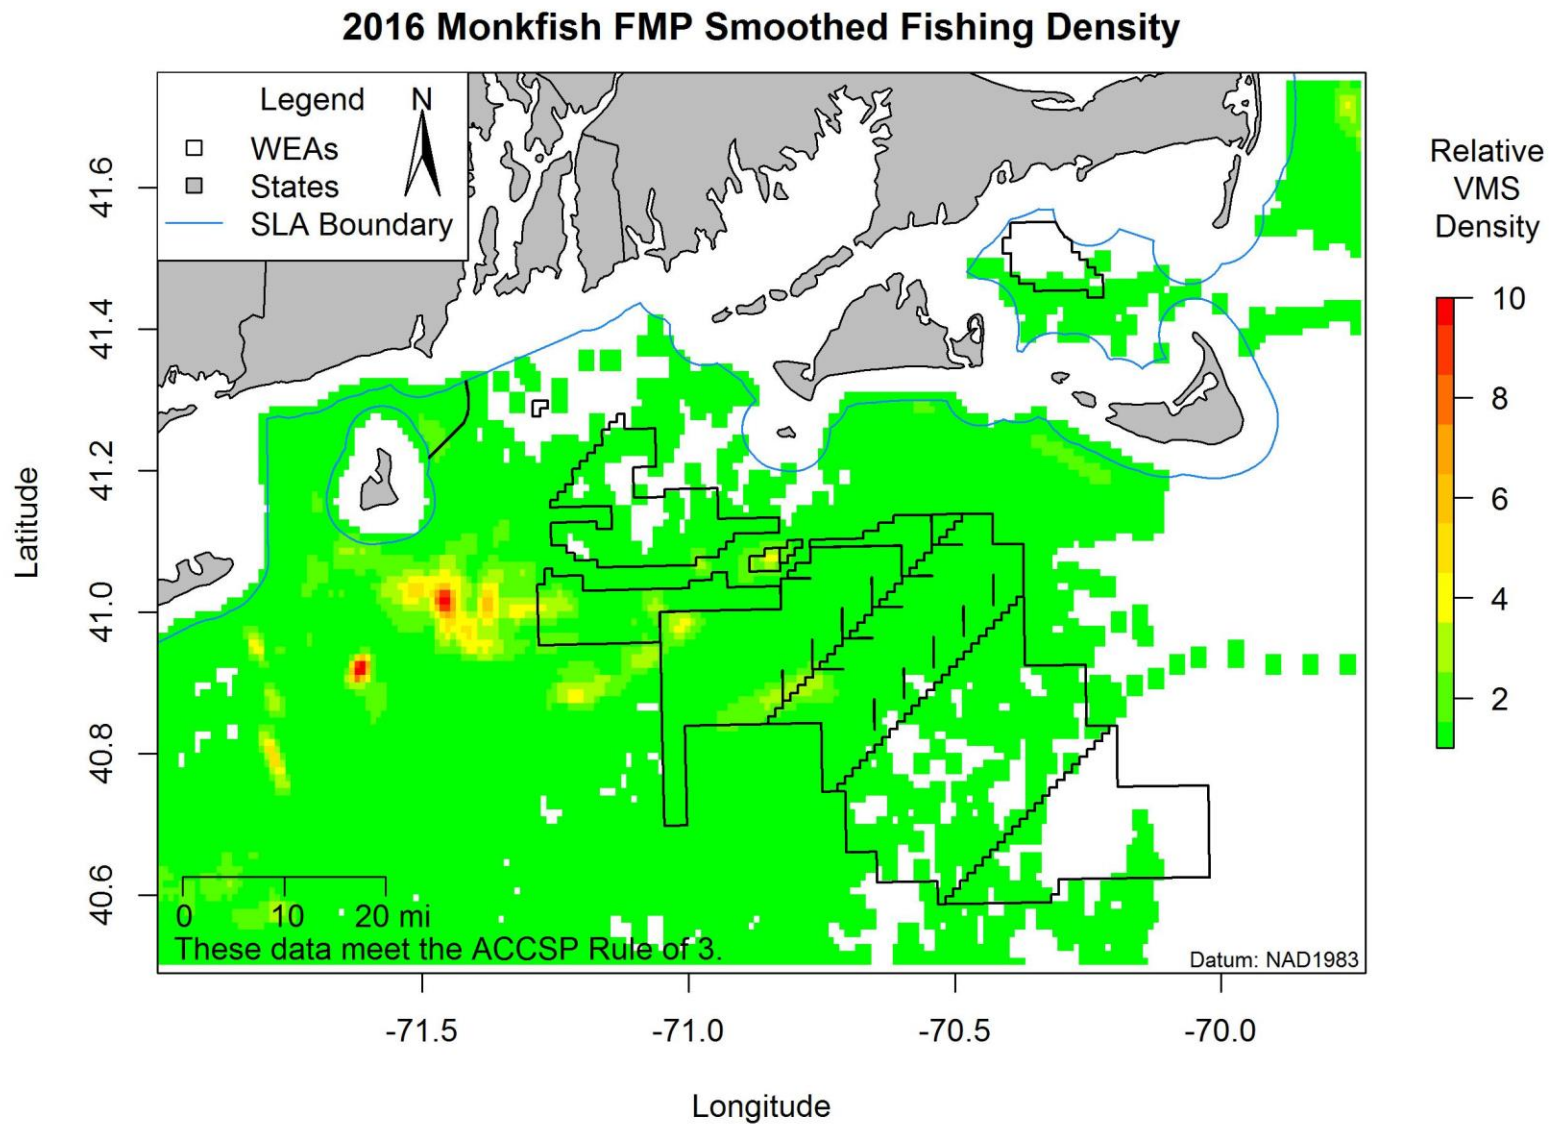 2016 Monkfish FMP Smoothed Fishing Density
Legend
N
WEAs
States
SLA Boundary
Relative
VMS
Density
10
8
6
4
2
Latitude
41.6
41.4
41.2
41.0
40.8
40.6
0 10 20 mi
These data meet the ACCSP Rule of 3.
Datum: NAD1983
-71.5 -71.0 -70.5 -70.0
Longitude